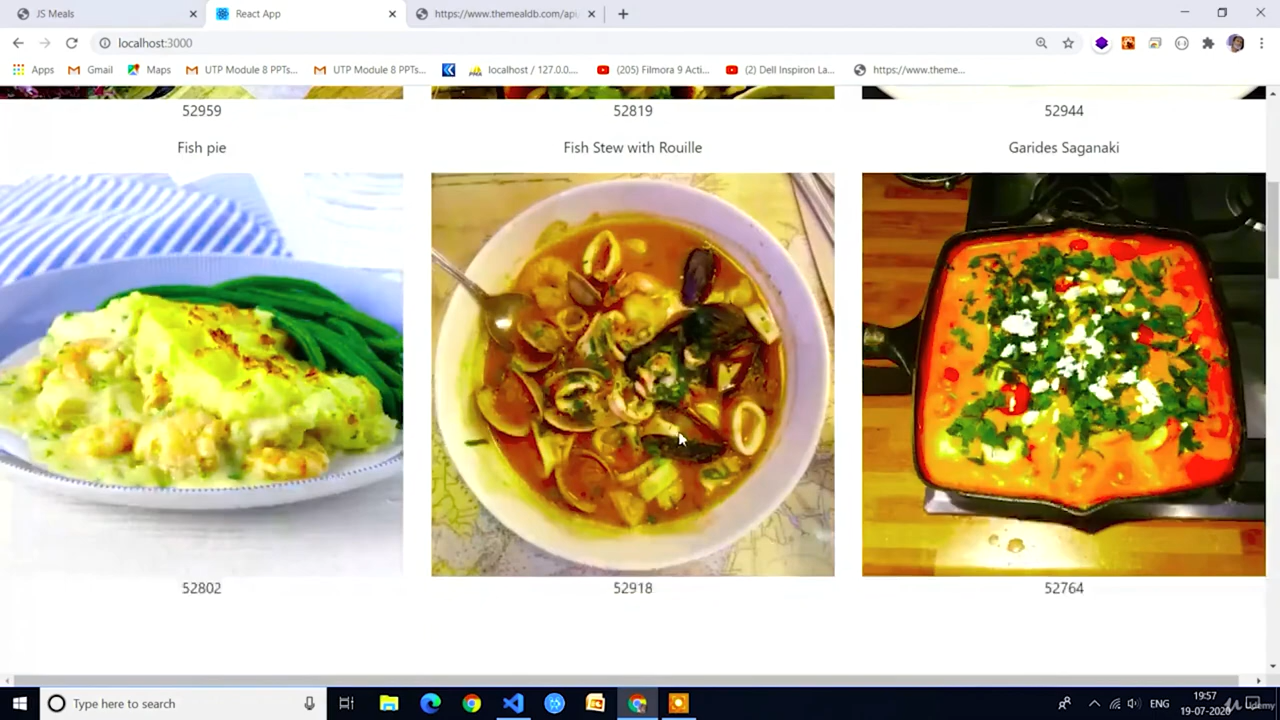 JS Meals
React App
https://www.themealdb.com/api
localhost:3000
Apps
Gmail
Maps
UTP Module 8 PPTs...
UTP Module 8 PPTs...
localhost / 127.0.0....
(205) Filmora 9 Acti...
(2) Dell Inspiron La...
https://www.theme...
52959
52819
52944
Fish pie
Fish Stew with Rouille
Garides Saganaki
52802
52918
52764
Type here to search
ENG
19:57
19-07-2020
Udemy